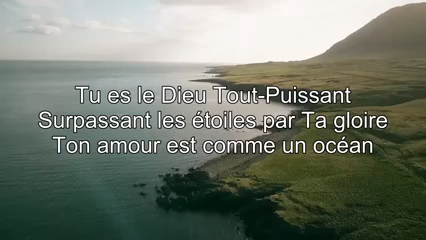 Tu es le Dieu Tout-Puissant
Surpassant les étoiles par Ta gloire
Ton amour est comme un océan